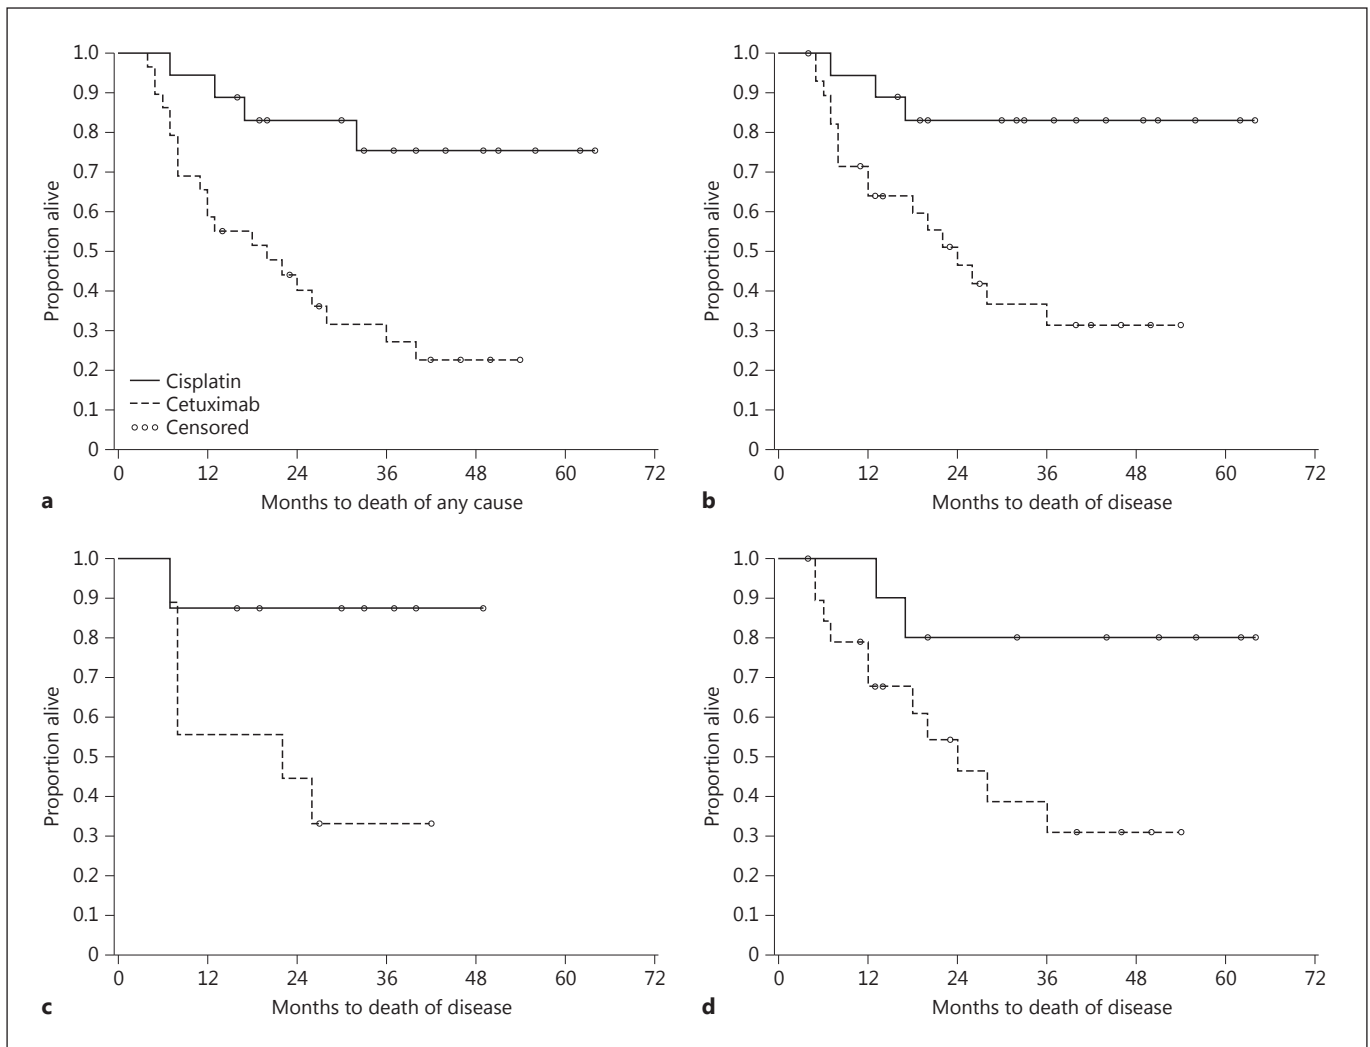 1.0
0.9
0.8
0.7
0.6
0.5
0.4
0.3
0.2
0.1
0
Proportion alive
Cisplatin
Cetuximab
Censored
0 12 24 36 48 60 72
a Months to death of any cause
1.0
0.9
0.8
0.7
0.6
0.5
0.4
0.3
0.2
0.1
0
Proportion alive
0 12 24 36 48 60 72
b Months to death of disease
1.0
0.9
0.8
0.7
0.6
0.5
0.4
0.3
0.2
0.1
0
Proportion alive
0 12 24 36 48 60 72
c Months to death of disease
1.0
0.9
0.8
0.7
0.6
0.5
0.4
0.3
0.2
0.1
0
Proportion alive
0 12 24 36 48 60 72
d Months to death of disease